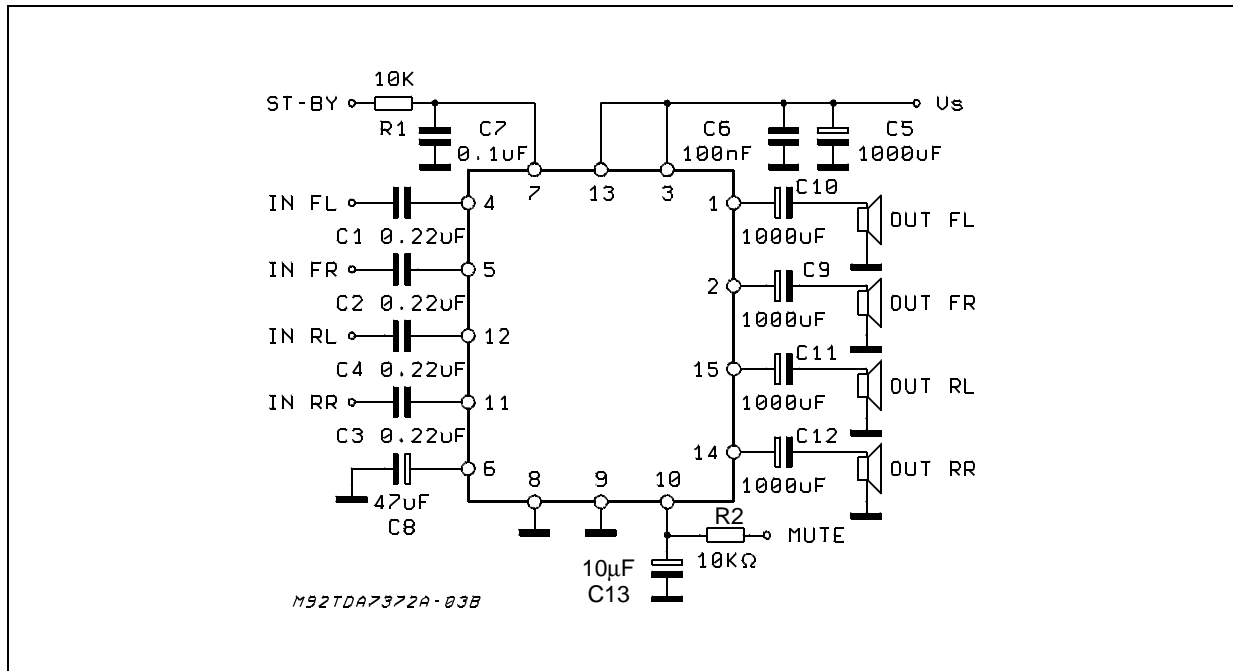 10K
ST-BY
R1
C7
0.1uF
C6
100nF
C5
1000uF
Vs
7
13
3
IN FL
C1 0.22uF
4
IN FR
C2 0.22uF
5
IN RL
C4 0.22uF
12
IN RR
C3 0.22uF
11
6
47uF
C8
8
9
10
1
C10
1000uF
OUT FL
2
C9
1000uF
OUT FR
15
C11
1000uF
OUT RL
14
C12
1000uF
OUT RR
R2
10KΩ
MUTE
10µF
C13
M92TDA7372A-03B